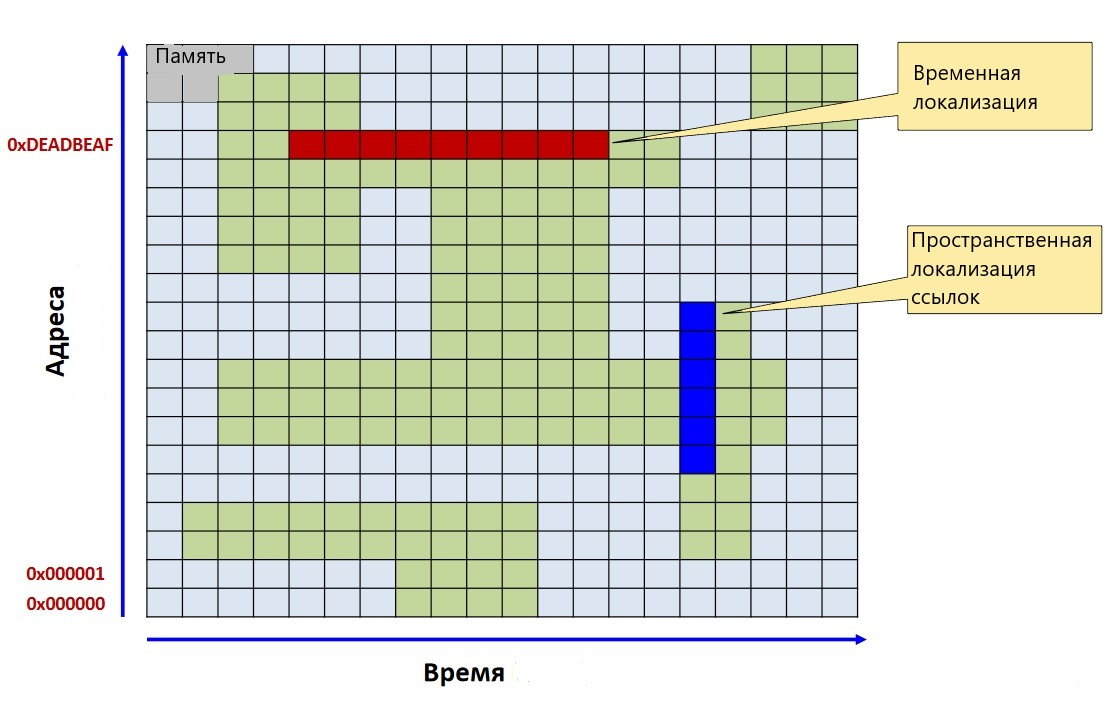 Память
Временная
локализация
0xDEADBEAF
Пространственная
локализация
ссылок
Адреса
0x000001
0x000000
Время